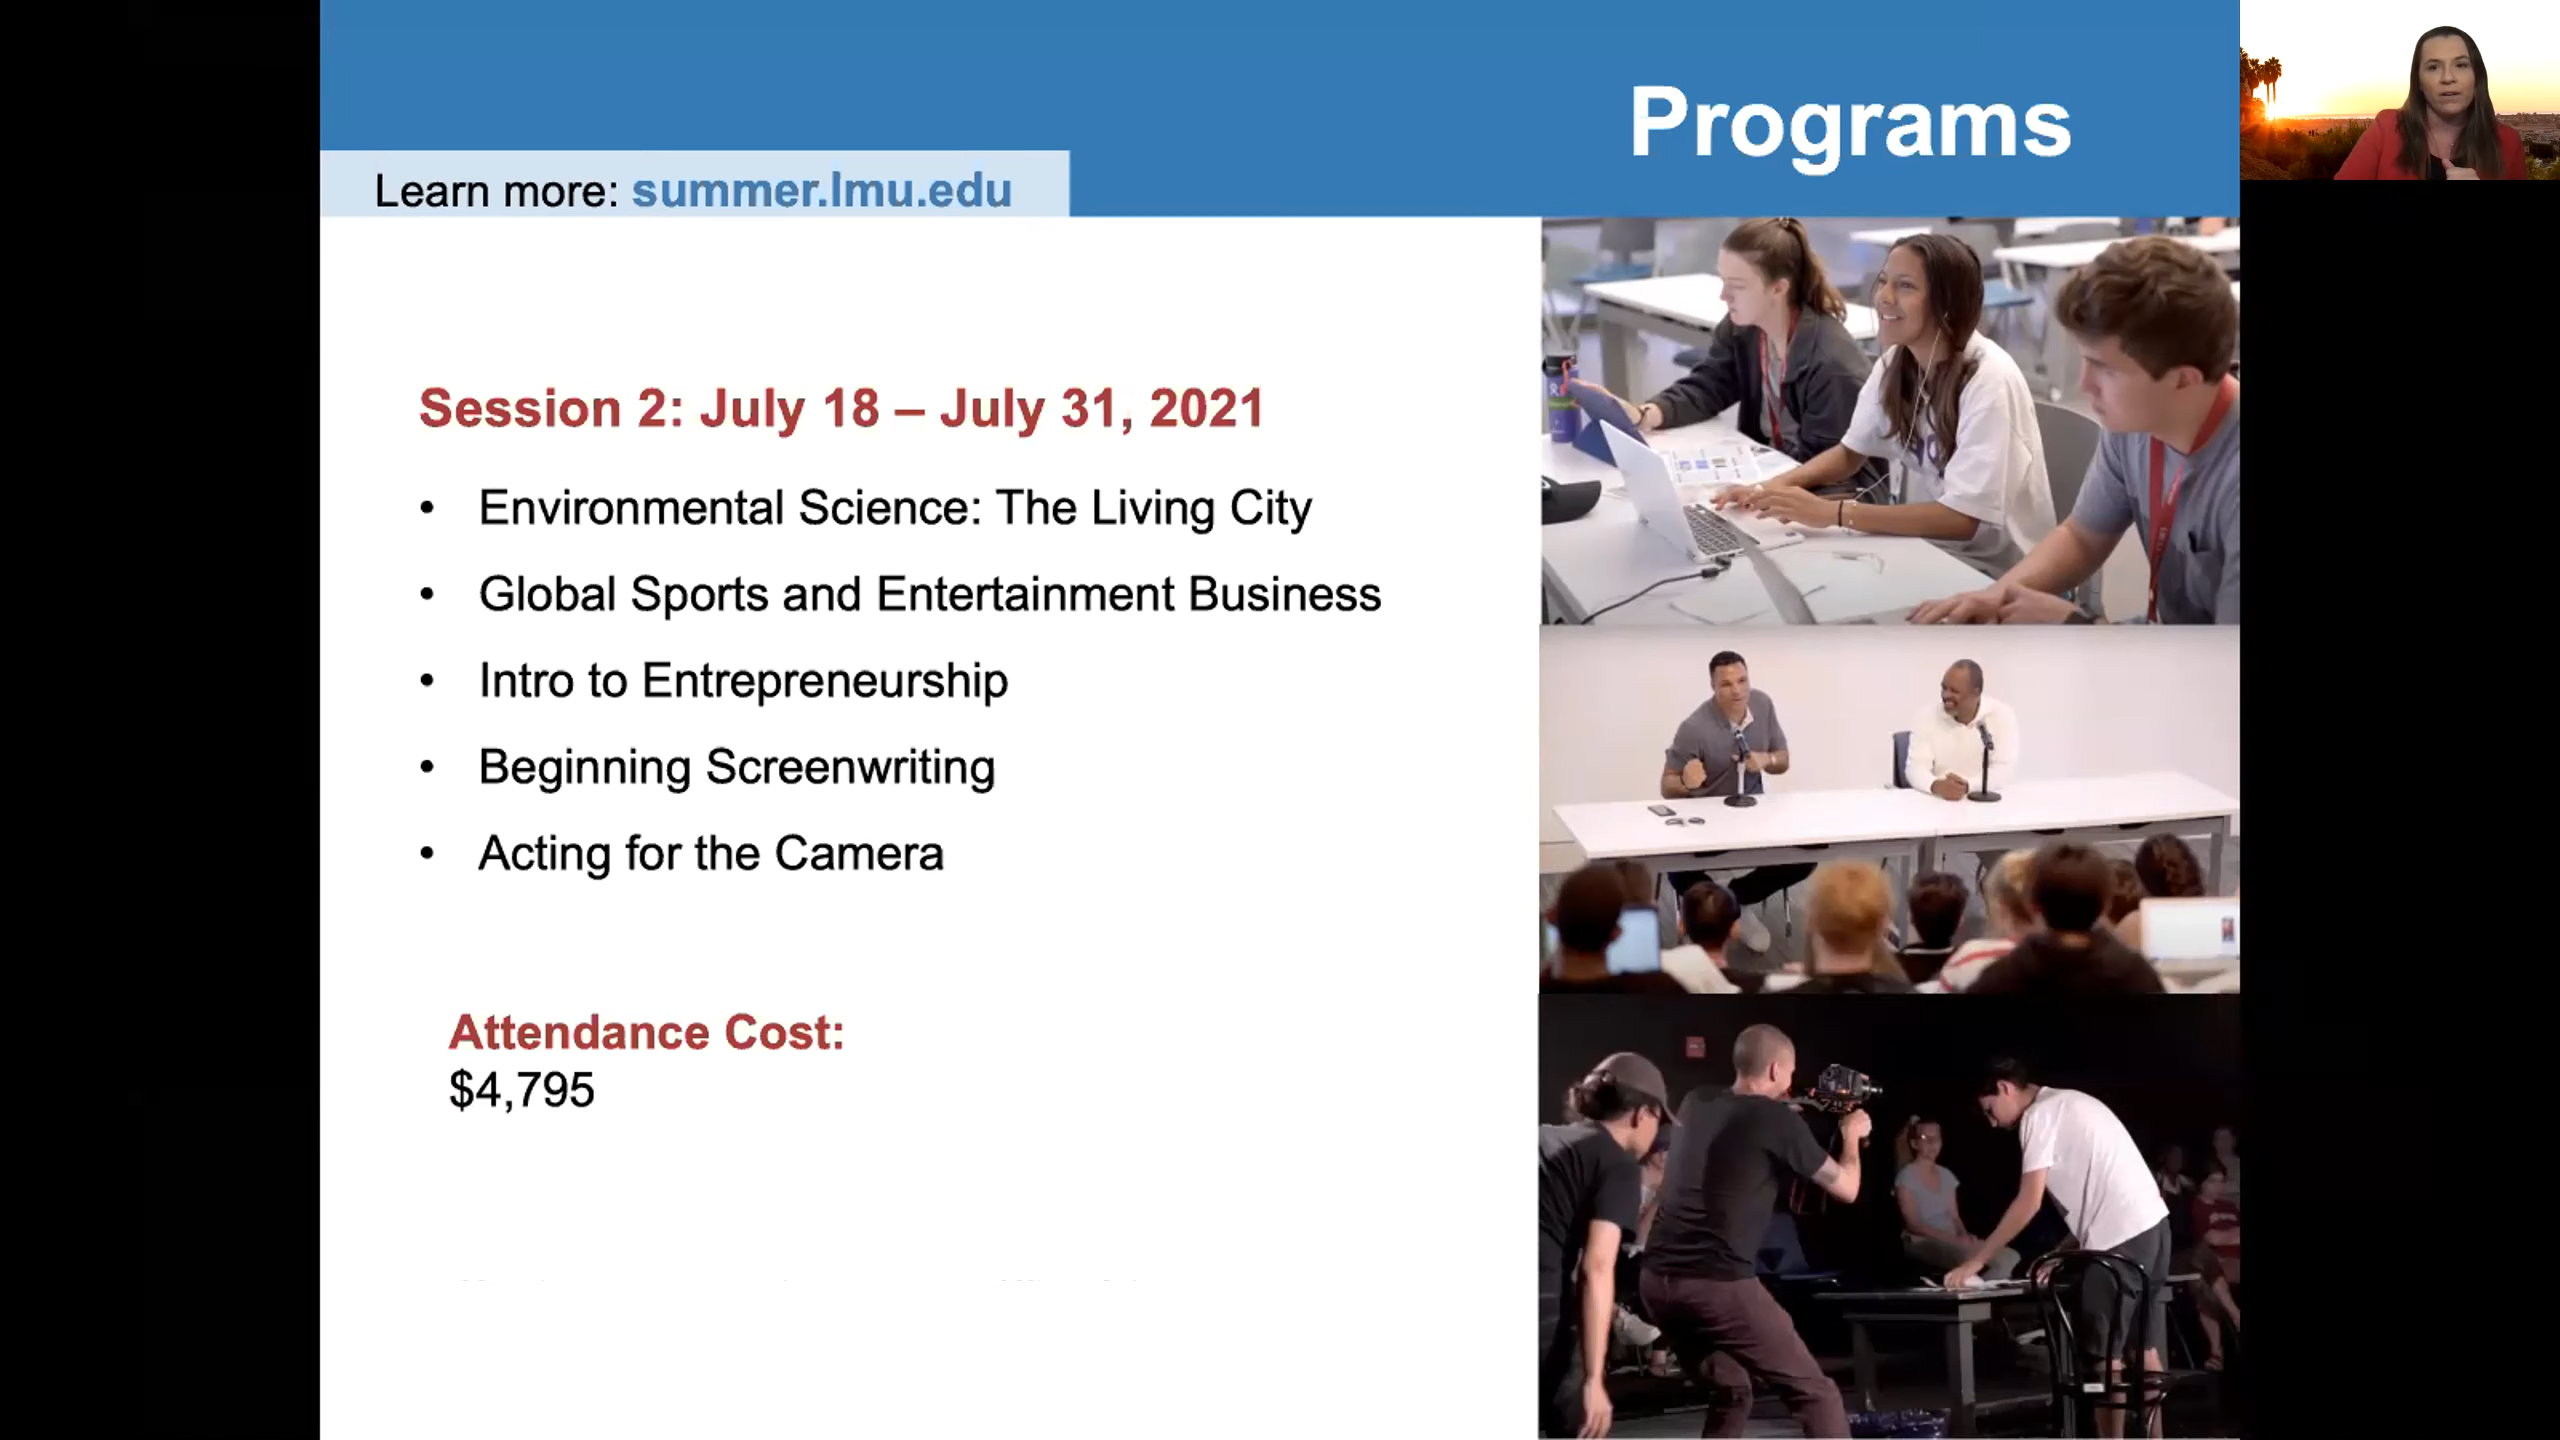 Programs
Learn more: summer.lmu.edu
Session 2: July 18 – July 31, 2021
• Environmental Science: The Living City
• Global Sports and Entertainment Business
• Intro to Entrepreneurship
• Beginning Screenwriting
• Acting for the Camera
Attendance Cost:
$4,795